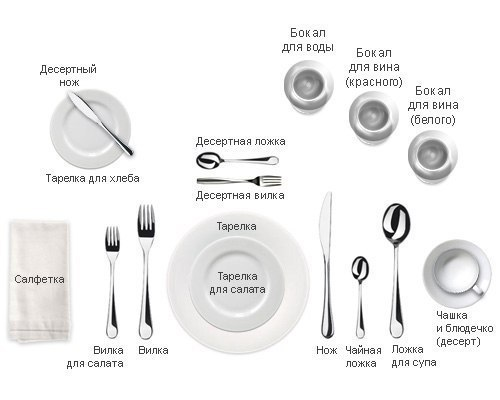 Бокал
для воды
Бокал
для вина
(красного)
Бокал
для вина
(белого)
Десертный
нож
Тарелка для хлеба
Десертная ложка
Десертная вилка
Тарелка
Тарелка
для салата
Салфетка
Вилка
для салата
Вилка
Нож
Чайная
ложка
Ложка
для супа
Чашка
и блюдечко
(десерт)